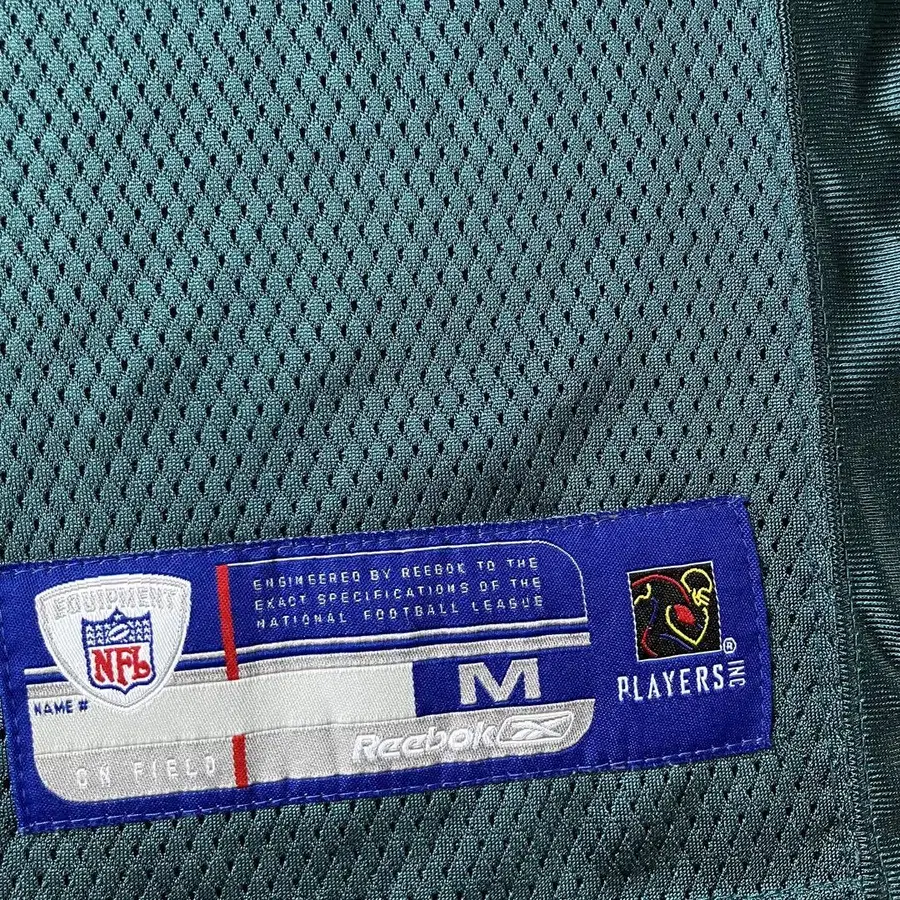 EQUIPMENT
NFL
ENGINEERED BY REEBOK TO THE
EXACT SPECIFICATIONS OF THE
NATIONAL FOOTBALL LEAGUE
NAME #
M
Reebok
ON FIELD
PLAYERS INC
®